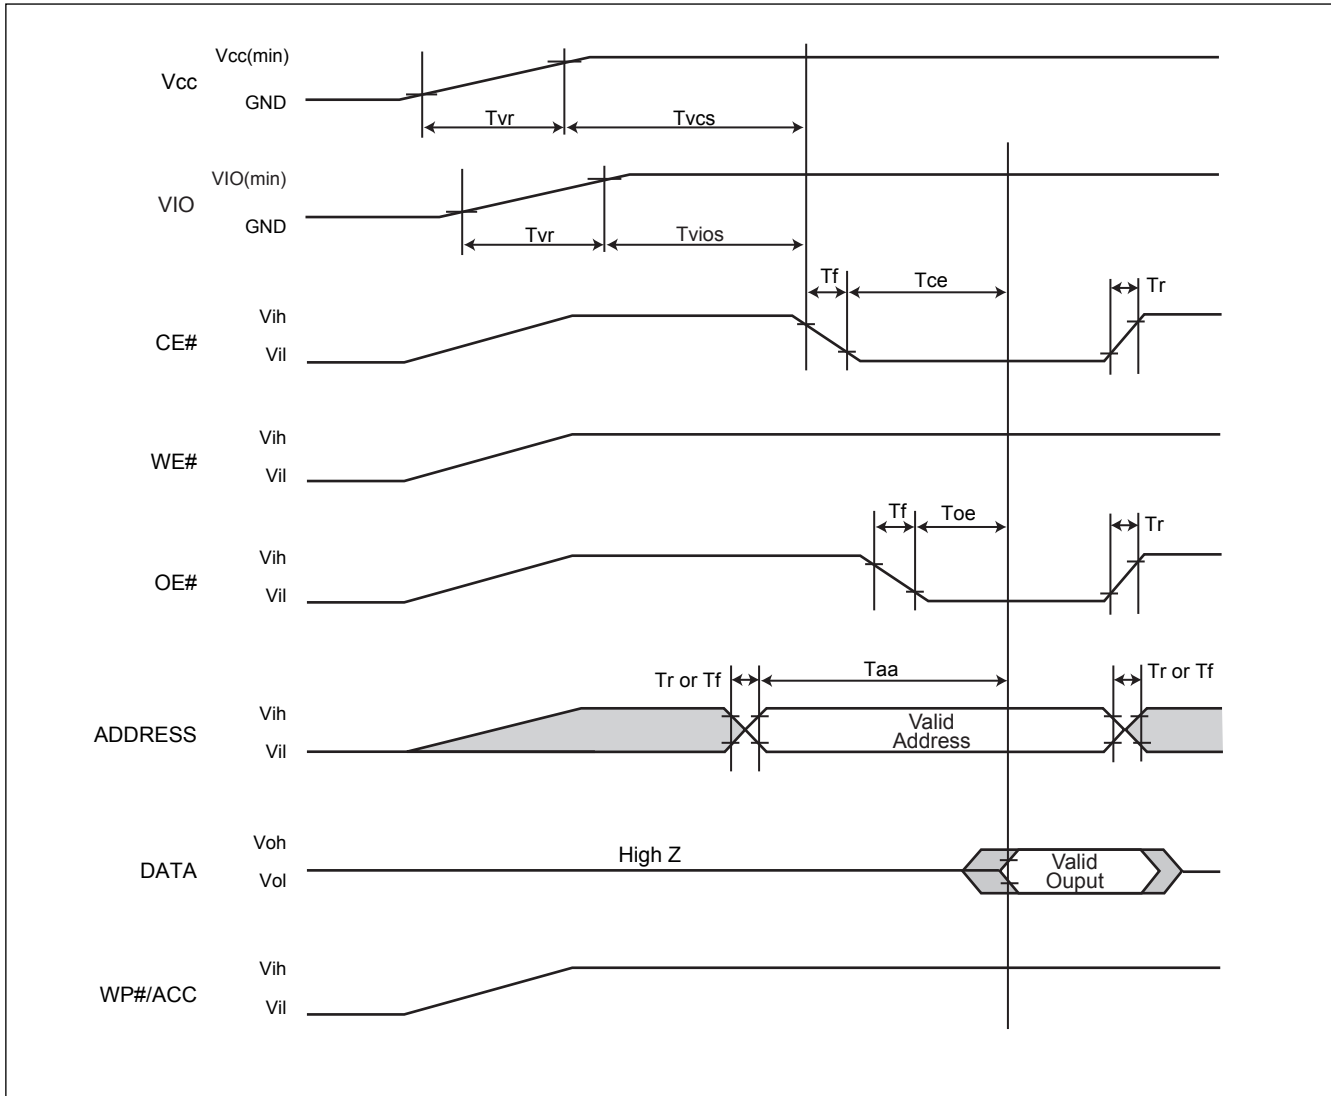 Vcc(min)
Vcc
GND
Tvr
Tvcs
VIO(min)
VIO
GND
Tvr
Tvios
Tf
Tce
Tr
Vih
CE#
Vil
Vih
WE#
Vil
Tf
Toe
Tr
Vih
OE#
Vil
Tr or Tf
Taa
Tr or Tf
Vih
ADDRESS
Vil
Valid
Address
Voh
DATA
Vol
High Z
Valid
Ouput
Vih
WP#/ACC
Vil